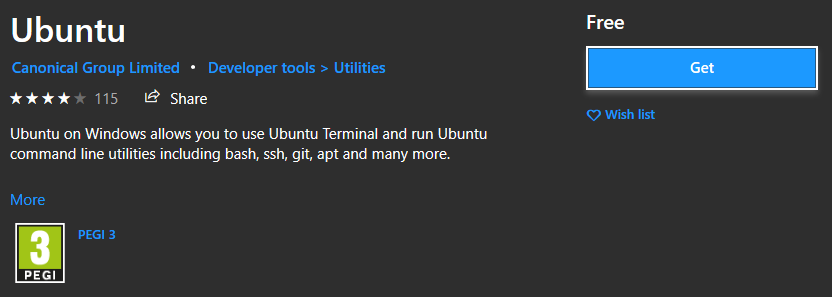 Ubuntu
Canonical Group Limited • Developer tools > Utilities
115 Share
Ubuntu on Windows allows you to use Ubuntu Terminal and run Ubuntu
command line utilities including bash, ssh, git, apt and many more.
More
3
PEGI
PEGI 3
Free
Get
Wish list